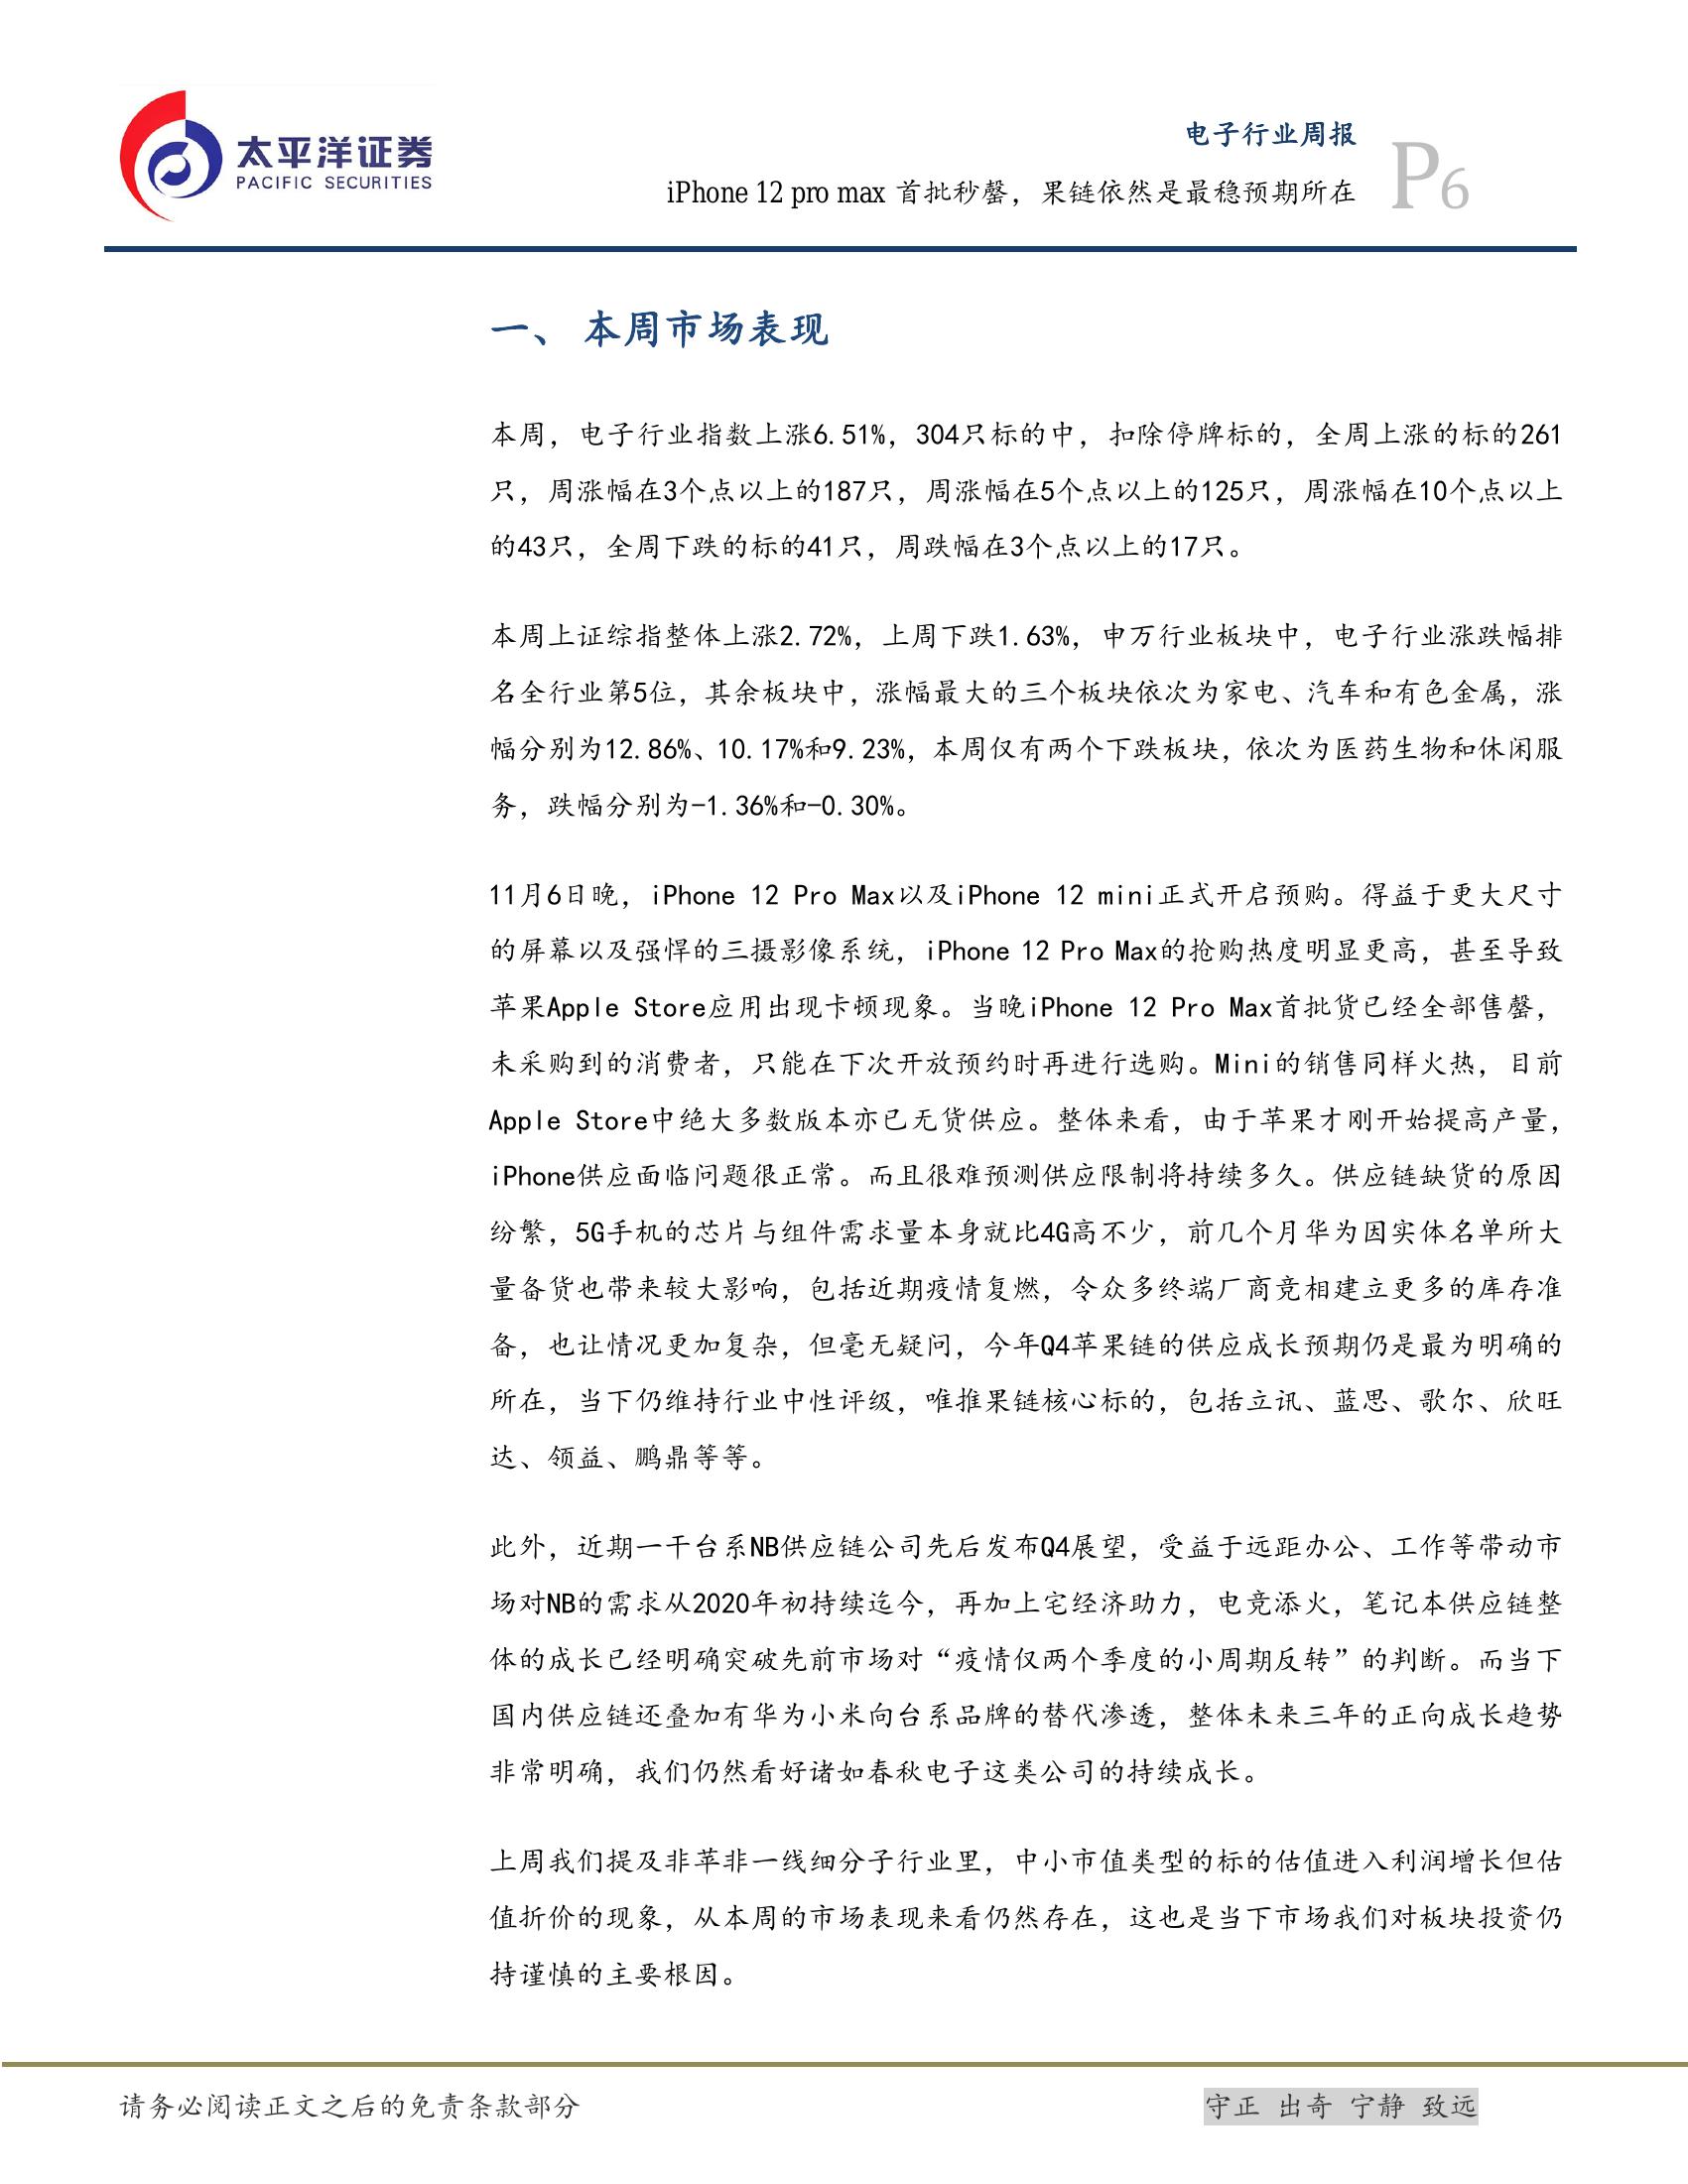 太平洋证券
PACIFIC SECURITIES
电子行业周报
iPhone 12 pro max 首批秒罄，果链依然是最稳预期所在
P6
一、 本周市场表现
本周，电子行业指数上涨6.51%，304只标的中，扣除停牌标的，全周上涨的标的261
只，周涨幅在3个点以上的187只，周涨幅在5个点以上的125只，周涨幅在10个点以上
的43只，全周下跌的标的41只，周跌幅在3个点以上的17只。
本周上证综指整体上涨2.72%，上周下跌1.63%，申万行业板块中，电子行业涨跌幅排
名全行业第5位，其余板块中，涨幅最大的三个板块依次为家电、汽车和有色金属，涨
幅分别为12.86%、10.17%和9.23%，本周仅有两个下跌板块，依次为医药生物和休闲服
务，跌幅分别为-1.36%和-0.30%。
11月6日晚，iPhone 12 Pro Max以及iPhone 12 mini正式开启预购。得益于更大尺寸
的屏幕以及强悍的三摄影像系统，iPhone 12 Pro Max的抢购热度明显更高，甚至导致
苹果Apple Store应用出现卡顿现象。当晚iPhone 12 Pro Max首批货已经全部售罄，
未采购到的消费者，只能在下次开放预约时再进行选购。Mini的销售同样火热，目前
Apple Store中绝大多数版本亦已无货供应。整体来看，由于苹果才刚开始提高产量，
iPhone供应面临问题很正常。而且很难预测供应限制将持续多久。供应链缺货的原因
纷繁，5G手机的芯片与组件需求量本身就比4G高不少，前几个月华为因实体名单所大
量备货也带来较大影响，包括近期疫情复燃，令众多终端厂商竞相建立更多的库存准
备，也让情况更加复杂，但毫无疑问，今年Q4苹果链的供应成长预期仍是最为明确的
所在，当下仍维持行业中性评级，唯推果链核心标的，包括立讯、蓝思、歌尔、欣旺
达、领益、鹏鼎等等。
此外，近期一干台系NB供应链公司先后发布Q4展望，受益于远距办公、工作等带动市
场对NB的需求从2020年初持续迄今，再加上宅经济助力，电竞添火，笔记本供应链整
体的成长已经明确突破先前市场对“疫情仅两个季度的小周期反转”的判断。而当下
国内供应链还叠加有华为小米向台系品牌的替代渗透，整体未来三年的正向成长趋势
非常明确，我们仍然看好诸如春秋电子这类公司的持续成长。
上周我们提及非苹非一线细分子行业里，中小市值类型的标的估值进入利润增长但估
值折价的现象，从本周的市场表现来看仍然存在，这也是当下市场我们对板块投资仍
持谨慎的主要根因。
请务必阅读正文之后的免责条款部分
守正 出奇 宁静 致远